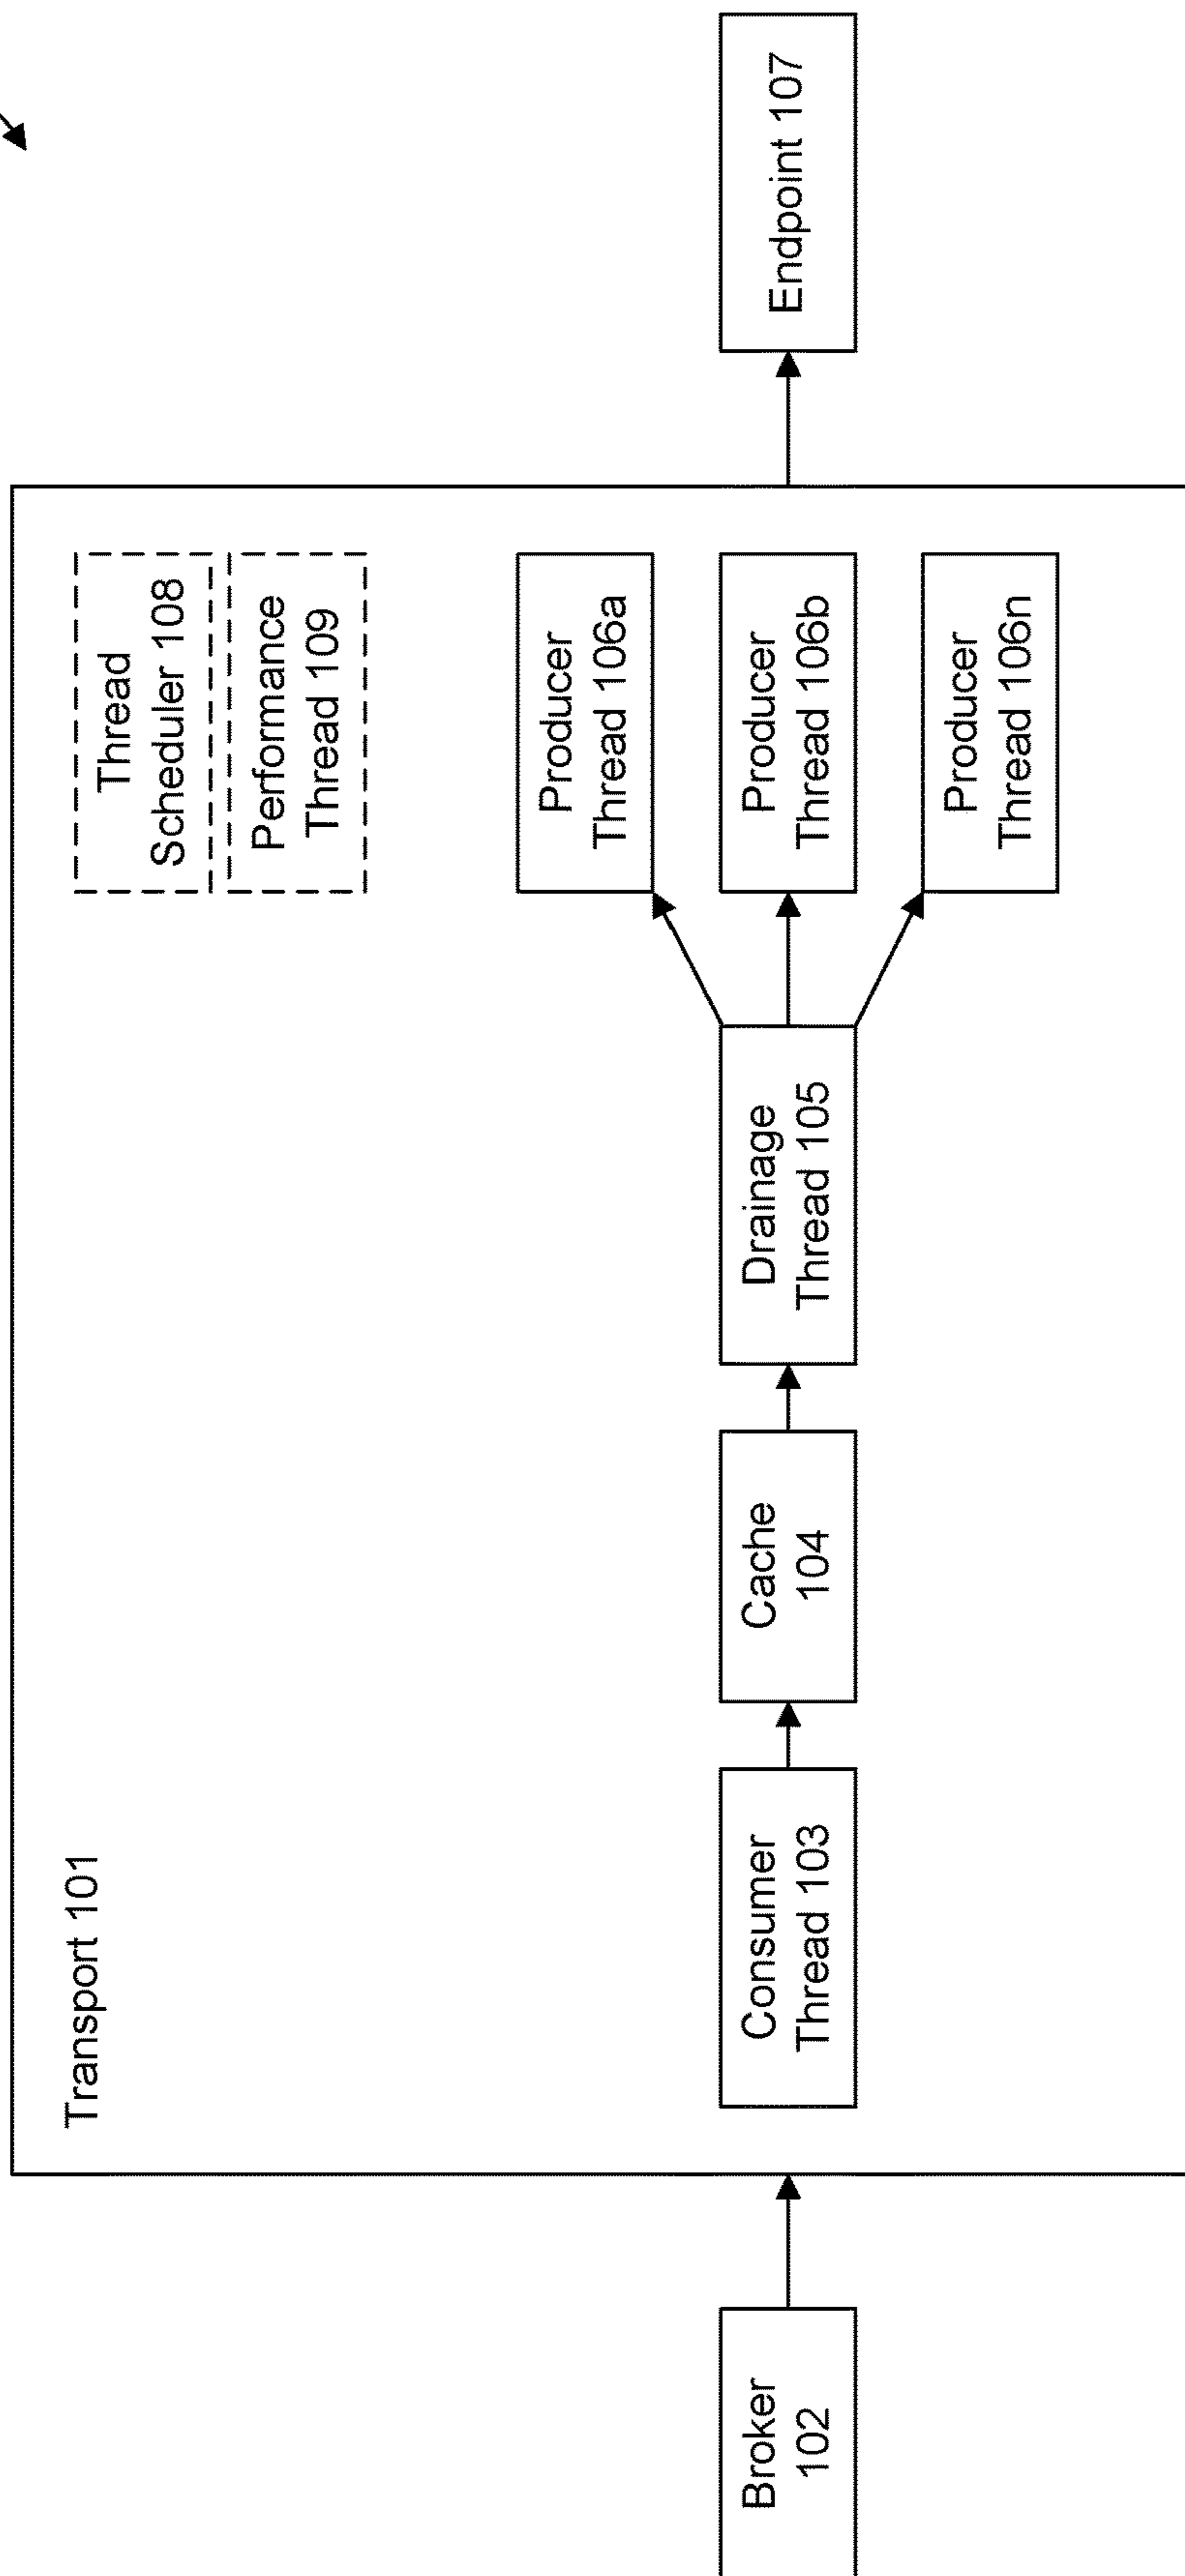 Transport 101
Thread
Scheduler 108
Performance
Thread 109
Broker
102
Consumer
Thread 103
Cache
104
Drainage
Thread 105
Producer
Thread 106a
Producer
Thread 106b
Producer
Thread 106n
Endpoint 107